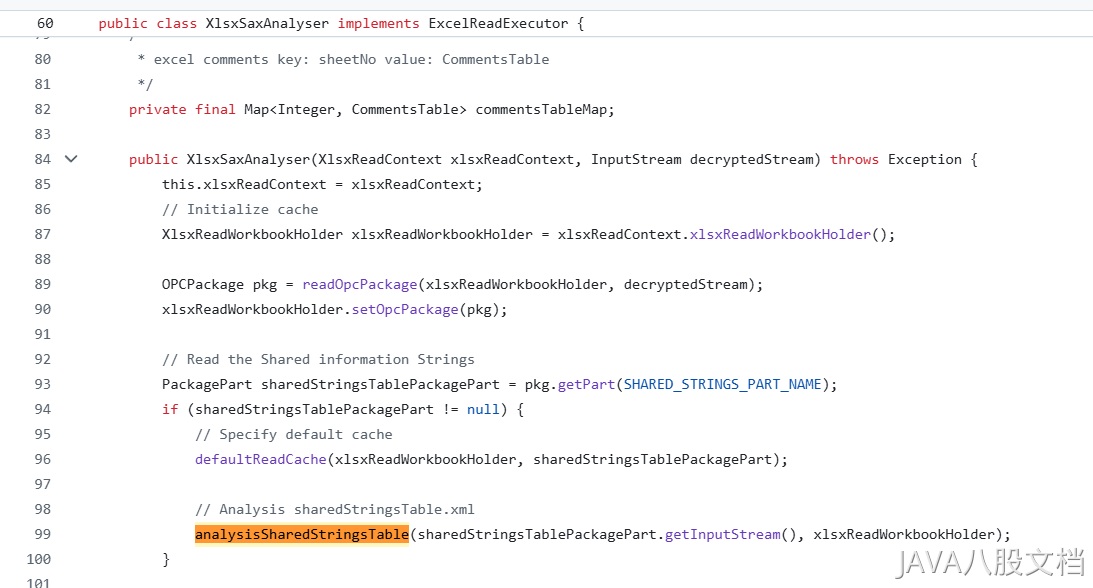 60 public class XlsxSaxAnalyser implements ExcelReadExecutor {
80 * excel comments key: sheetNo value: CommentsTable
81 */
82 private final Map<Integer, CommentsTable> commentsTableMap;
83
84 public XlsxSaxAnalyser(XlsxReadContext xlsxReadContext, InputStream decryptedStream) throws Exception {
85 this.xlsxReadContext = xlsxReadContext;
86 // Initialize cache
87 XlsxReadWorkbookHolder xlsxReadWorkbookHolder = xlsxReadContext.xlsxReadWorkbookHolder();
88
89 OPCPackage pkg = readOpcPackage(xlsxReadWorkbookHolder, decryptedStream);
90 xlsxReadWorkbookHolder.setOpcPackage(pkg);
91
92 // Read the Shared information Strings
93 PackagePart sharedStringsTablePackagePart = pkg.getPart(SHARED_STRINGS_PART_NAME);
94 if (sharedStringsTablePackagePart != null) {
95 // Specify default cache
96 defaultReadCache(xlsxReadWorkbookHolder, sharedStringsTablePackagePart);
97
98 // Analysis sharedStringsTable.xml
99 analysisSharedStringsTable(sharedStringsTablePackagePart.getInputStream(), xlsxReadWorkbookHolder);
100 }
101
JAVA八股文档